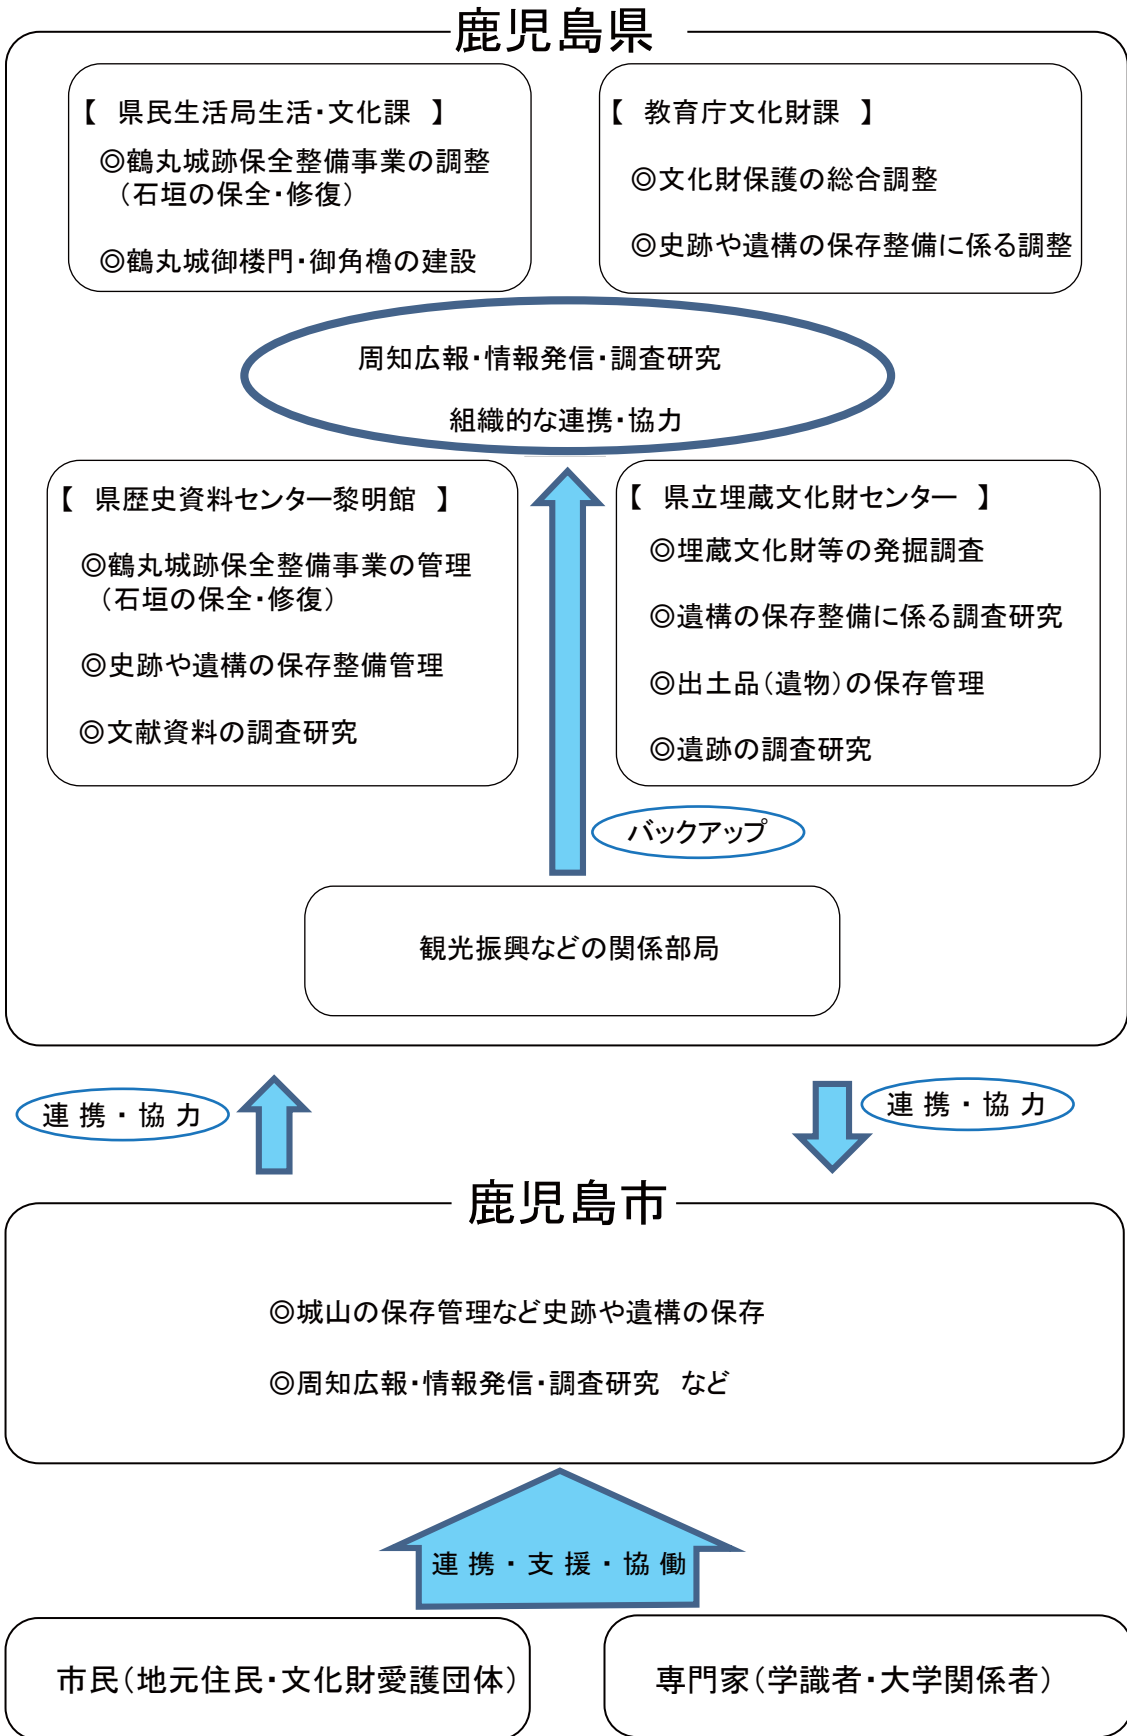 鹿児島県
【　県民生活局生活・文化課　】
◎鶴丸城跡保全整備事業の調整
（石垣の保全・修復）
◎鶴丸城御楼門・御角櫓の建設
【　教育庁文化財課　】
◎文化財保護の総合調整
◎史跡や遺構の保存整備に係る調整
周知広報・情報発信・調査研究
組織的な連携・協力
【　県歴史資料センター黎明館　】
◎鶴丸城跡保全整備事業の管理
（石垣の保全・修復）
◎史跡や遺構の保存整備管理
◎文献資料の調査研究
【　県立埋蔵文化財センター　】
◎埋蔵文化財等の発掘調査
◎遺構の保存整備に係る調査研究
◎出土品（遺物）の保存管理
◎遺跡の調査研究
バックアップ
観光振興などの関係部局
連携・協力
連携・協力
鹿児島市
◎城山の保存管理など史跡や遺構の保存
◎周知広報・情報発信・調査研究　など
連携・支援・協働
市民（地元住民・文化財愛護団体）
専門家（学識者・大学関係者）